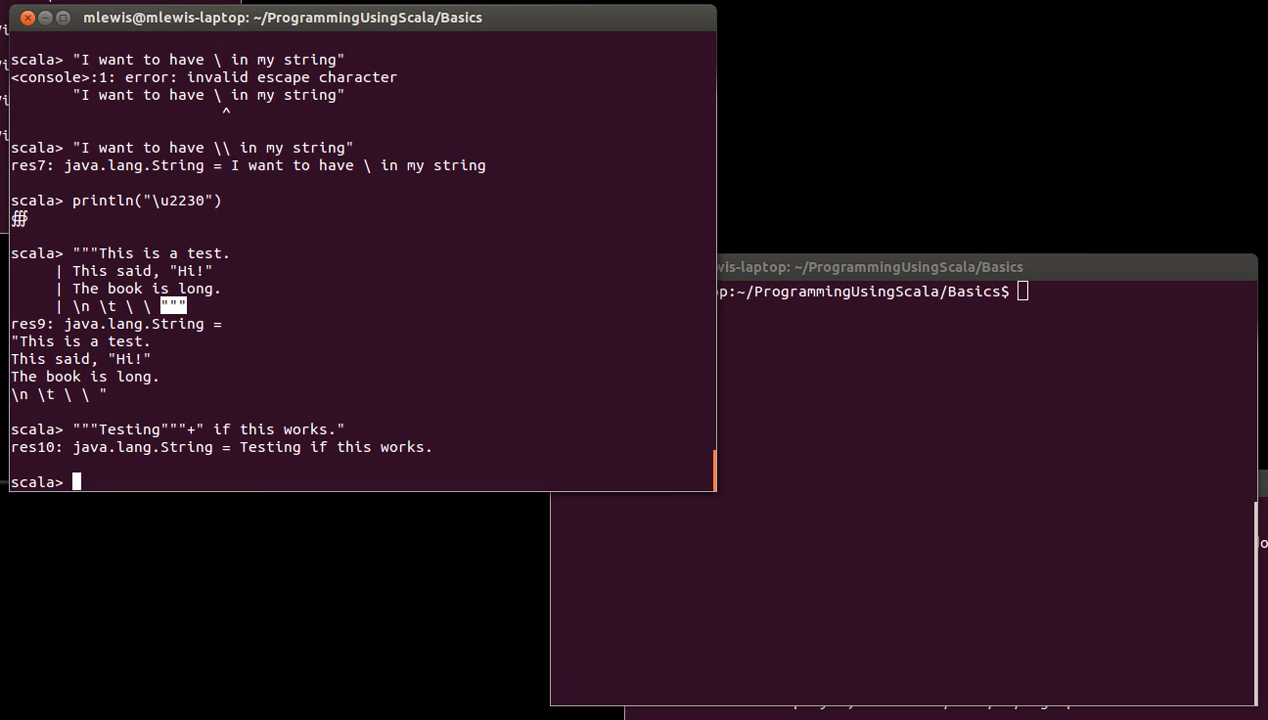 mlewis@mlewis-laptop: ~/ProgrammingUsingScala/Basics
scala> "I want to have \ in my string"
<console>:1: error: invalid escape character
       "I want to have \ in my string"
                        ^
scala> "I want to have \\ in my string"
res7: java.lang.String = I want to have \ in my string
scala> println("\u2230")
∰
scala> """This is a test.
     | This said, "Hi!"
     | The book is long.
     | \n \t \ \ """
res9: java.lang.String =
"This is a test.
This said, "Hi!"
The book is long.
\n \t \ \ "
scala> """Testing"""+" if this works."
res10: java.lang.String = Testing if this works.
scala>
wis-laptop: ~/ProgrammingUsingScala/Basics
op:~/ProgrammingUsingScala/Basics$